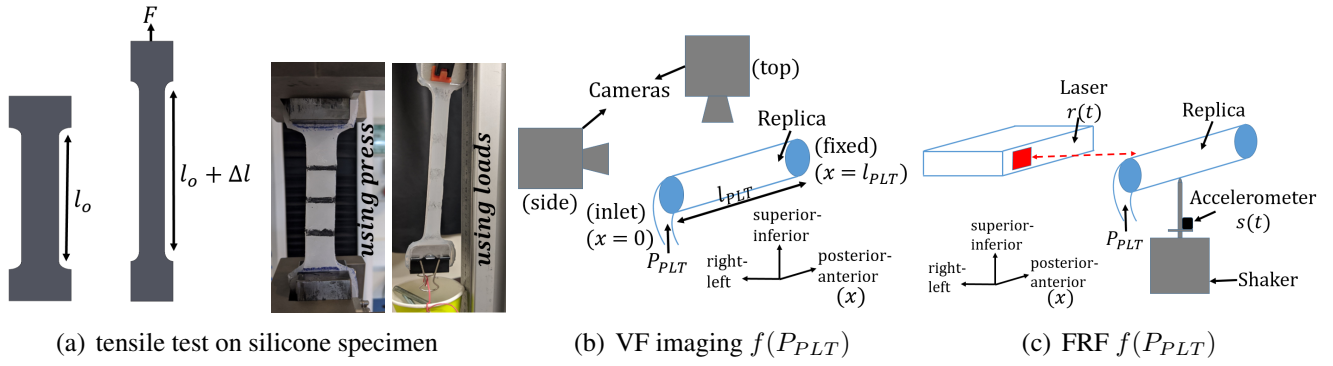 F
l_o
l_o + Δl
using press
using loads
Cameras
(top)
(side)
Replica
(fixed)
(x = l_PLT)
l_PLT
(inlet)
(x = 0)
P_PLT
superior-
inferior
right-
left
posterior-
anterior
(x)
Laser
r(t)
Replica
Accelerometer
s(t)
P_PLT
Shaker
superior-
inferior
right-
left
posterior-
anterior
(x)
(a) tensile test on silicone specimen
(b) VF imaging f(P_PLT)
(c) FRF f(P_PLT)